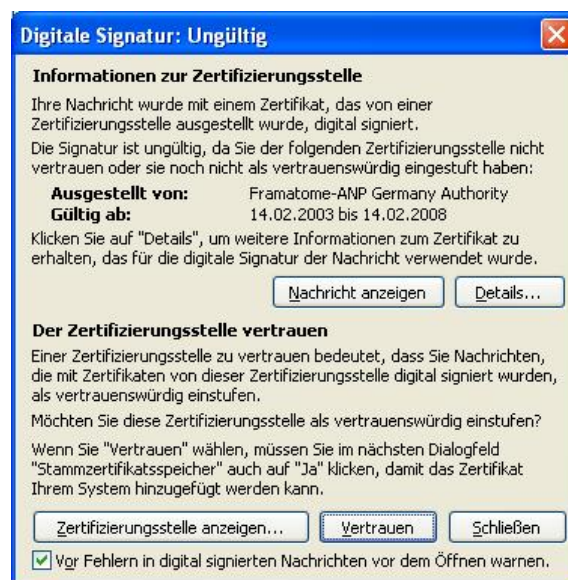 Digitale Signatur: Ungültig
Informationen zur Zertifizierungsstelle
Ihre Nachricht wurde mit einem Zertifikat, das von einer
Zertifizierungsstelle ausgestellt wurde, digital signiert.
Die Signatur ist ungültig, da Sie der folgenden Zertifizierungsstelle nicht
vertrauen oder sie noch nicht als vertrauenswürdig eingestuft haben:
Ausgestellt von: Framatome-ANP Germany Authority
Gültig ab: 14.02.2003 bis 14.02.2008
Klicken Sie auf "Details", um weitere Informationen zum Zertifikat zu
erhalten, das für die digitale Signatur der Nachricht verwendet wurde.
Nachricht anzeigen Details...
Der Zertifizierungsstelle vertrauen
Einer Zertifizierungsstelle zu vertrauen bedeutet, dass Sie Nachrichten,
die mit Zertifikaten von dieser Zertifizierungsstelle digital signiert wurden,
als vertrauenswürdig einstufen.
Möchten Sie diese Zertifizierungsstelle als vertrauenswürdig einstufen?
Wenn Sie "Vertrauen" wählen, müssen Sie im nächsten Dialogfeld
"Stammzertifikatsspeicher" auch auf "Ja" klicken, damit das Zertifikat
Ihrem System hinzugefügt werden kann.
Zertifizierungsstelle anzeigen... Vertrauen Schließen
Vor Fehlern in digital signierten Nachrichten vor dem Öffnen warnen.